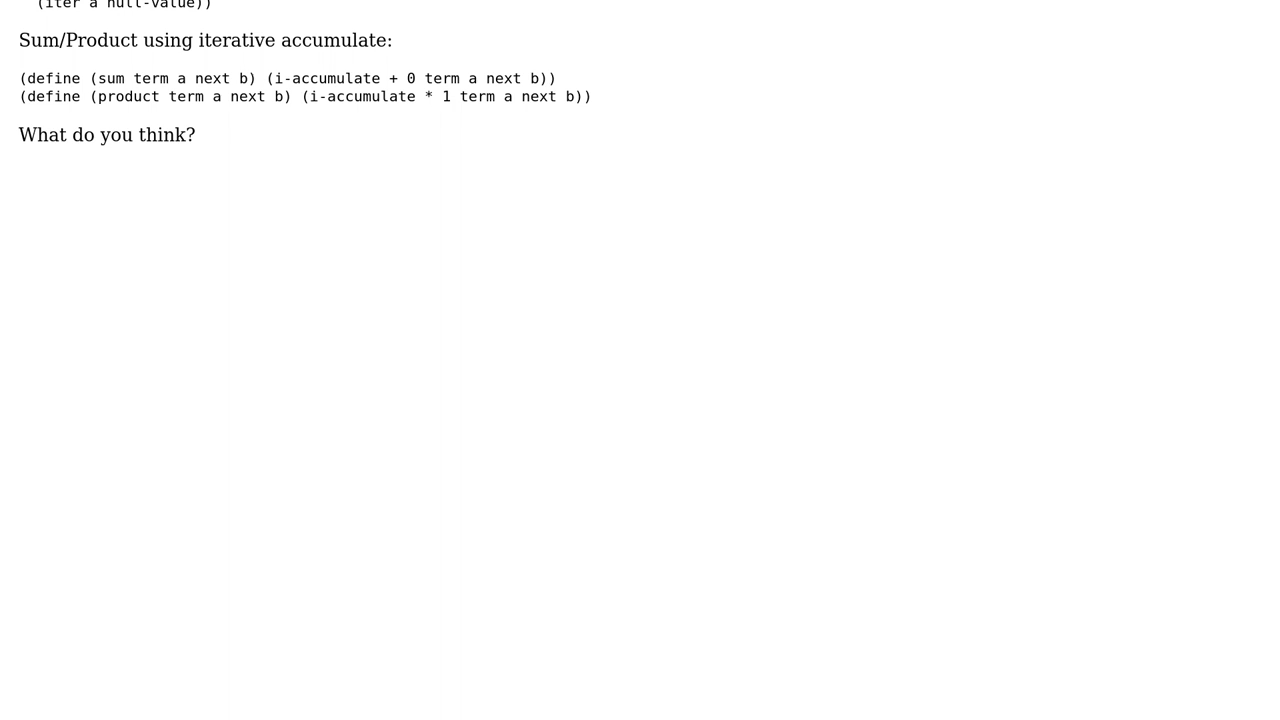 (iter a null-value))
Sum/Product using iterative accumulate:
(define (sum term a next b) (i-accumulate + 0 term a next b))
(define (product term a next b) (i-accumulate * 1 term a next b))
What do you think?